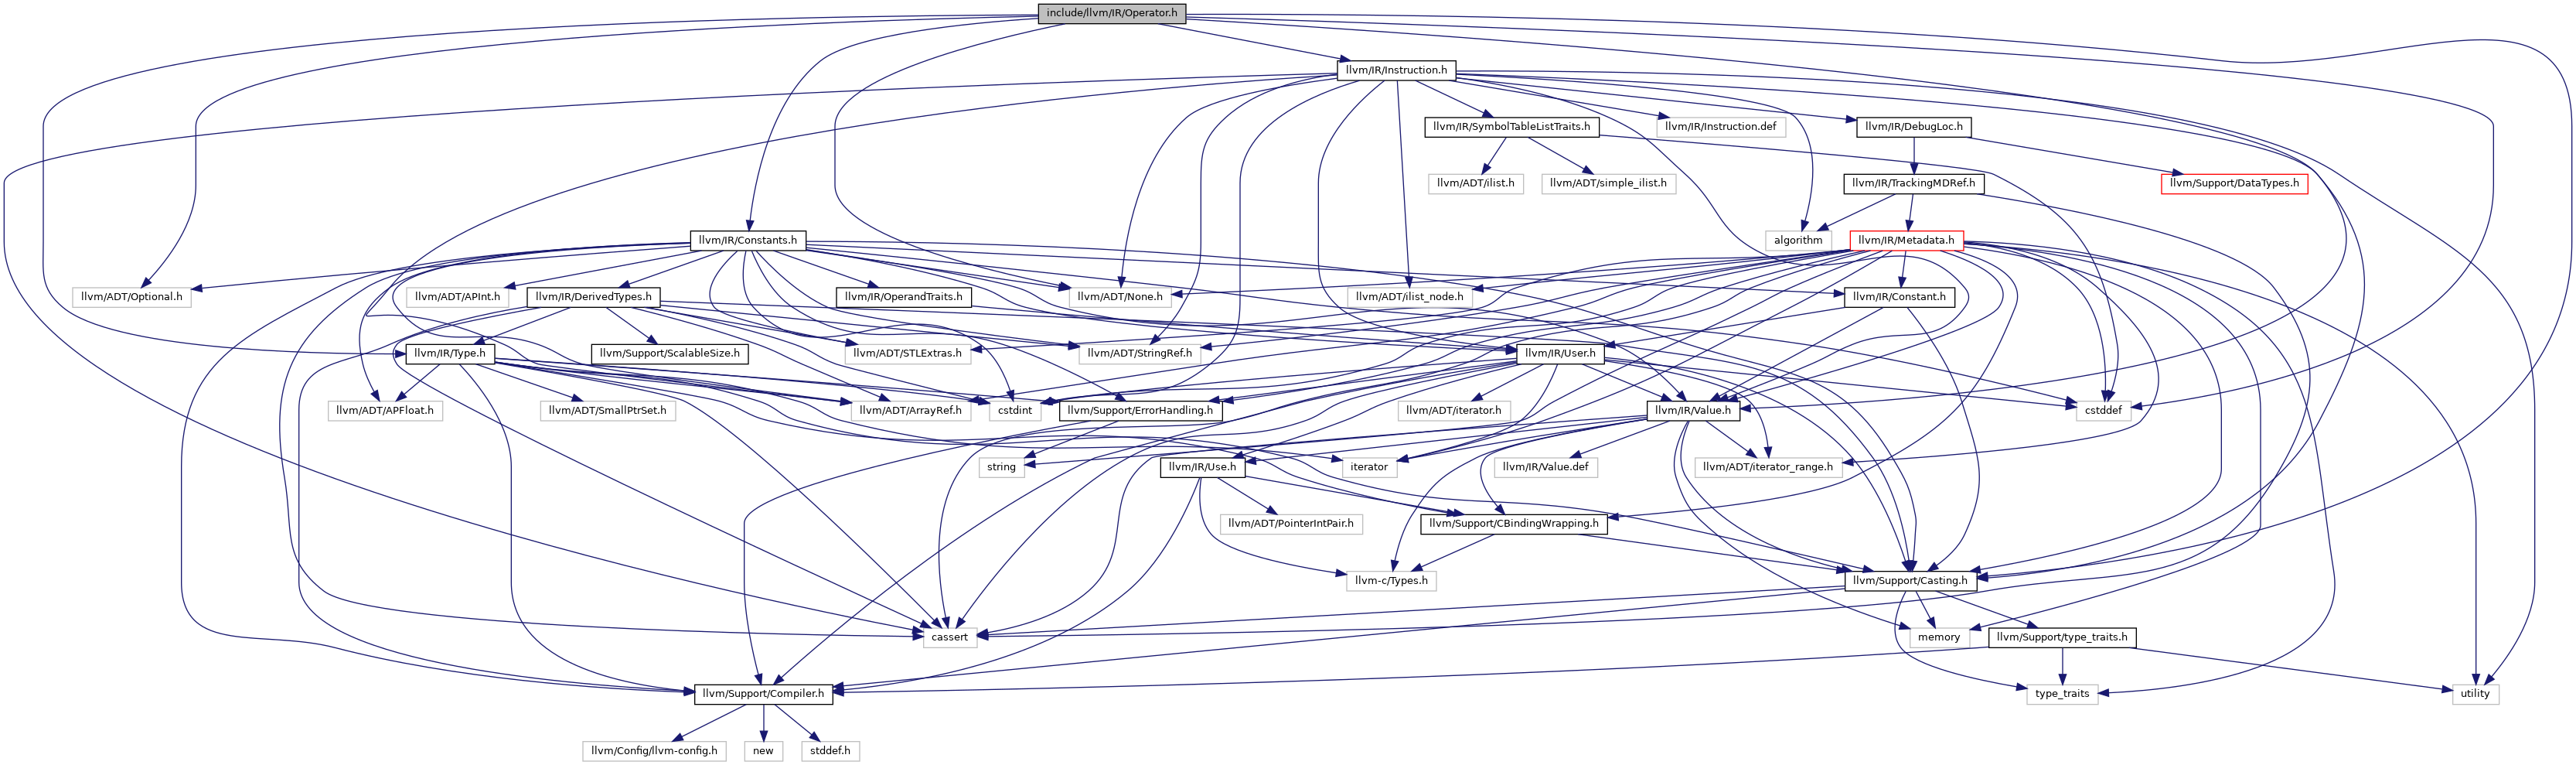 include/llvm/IR/Operator.h
llvm/IR/Instruction.h
llvm/IR/SymbolTableListTraits.h
llvm/IR/Instruction.def
llvm/IR/DebugLoc.h
llvm/ADT/ilist.h
llvm/ADT/simple_ilist.h
llvm/IR/TrackingMDRef.h
llvm/Support/DataTypes.h
llvm/IR/Constants.h
algorithm
llvm/IR/Metadata.h
llvm/ADT/Optional.h
llvm/ADT/APInt.h
llvm/IR/DerivedTypes.h
llvm/IR/OperandTraits.h
llvm/ADT/None.h
llvm/ADT/ilist_node.h
llvm/IR/Constant.h
llvm/IR/Type.h
llvm/Support/ScalableSize.h
llvm/ADT/STLExtras.h
llvm/ADT/StringRef.h
llvm/IR/User.h
llvm/ADT/APFloat.h
llvm/ADT/SmallPtrSet.h
llvm/ADT/ArrayRef.h
cstdint
llvm/Support/ErrorHandling.h
llvm/ADT/iterator.h
llvm/IR/Value.h
cstddef
string
llvm/IR/Use.h
iterator
llvm/IR/Value.def
llvm/ADT/iterator_range.h
llvm/ADT/PointerIntPair.h
llvm/Support/CBindingWrapping.h
llvm-c/Types.h
llvm/Support/Casting.h
cassert
memory
llvm/Support/type_traits.h
llvm/Support/Compiler.h
type_traits
utility
llvm/Config/llvm-config.h
new
stddef.h